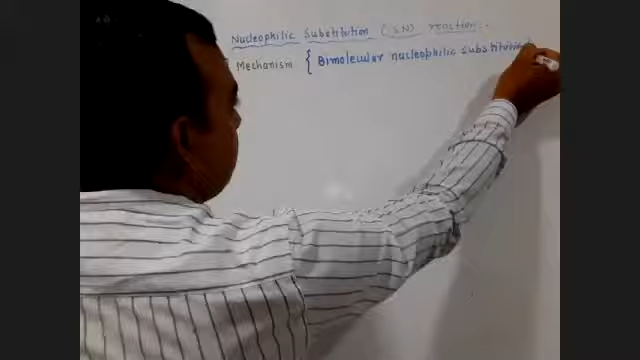 Nucleophilic Substitution (SN) reaction.
Mechanism { Bimolecular nucleophilic substitution